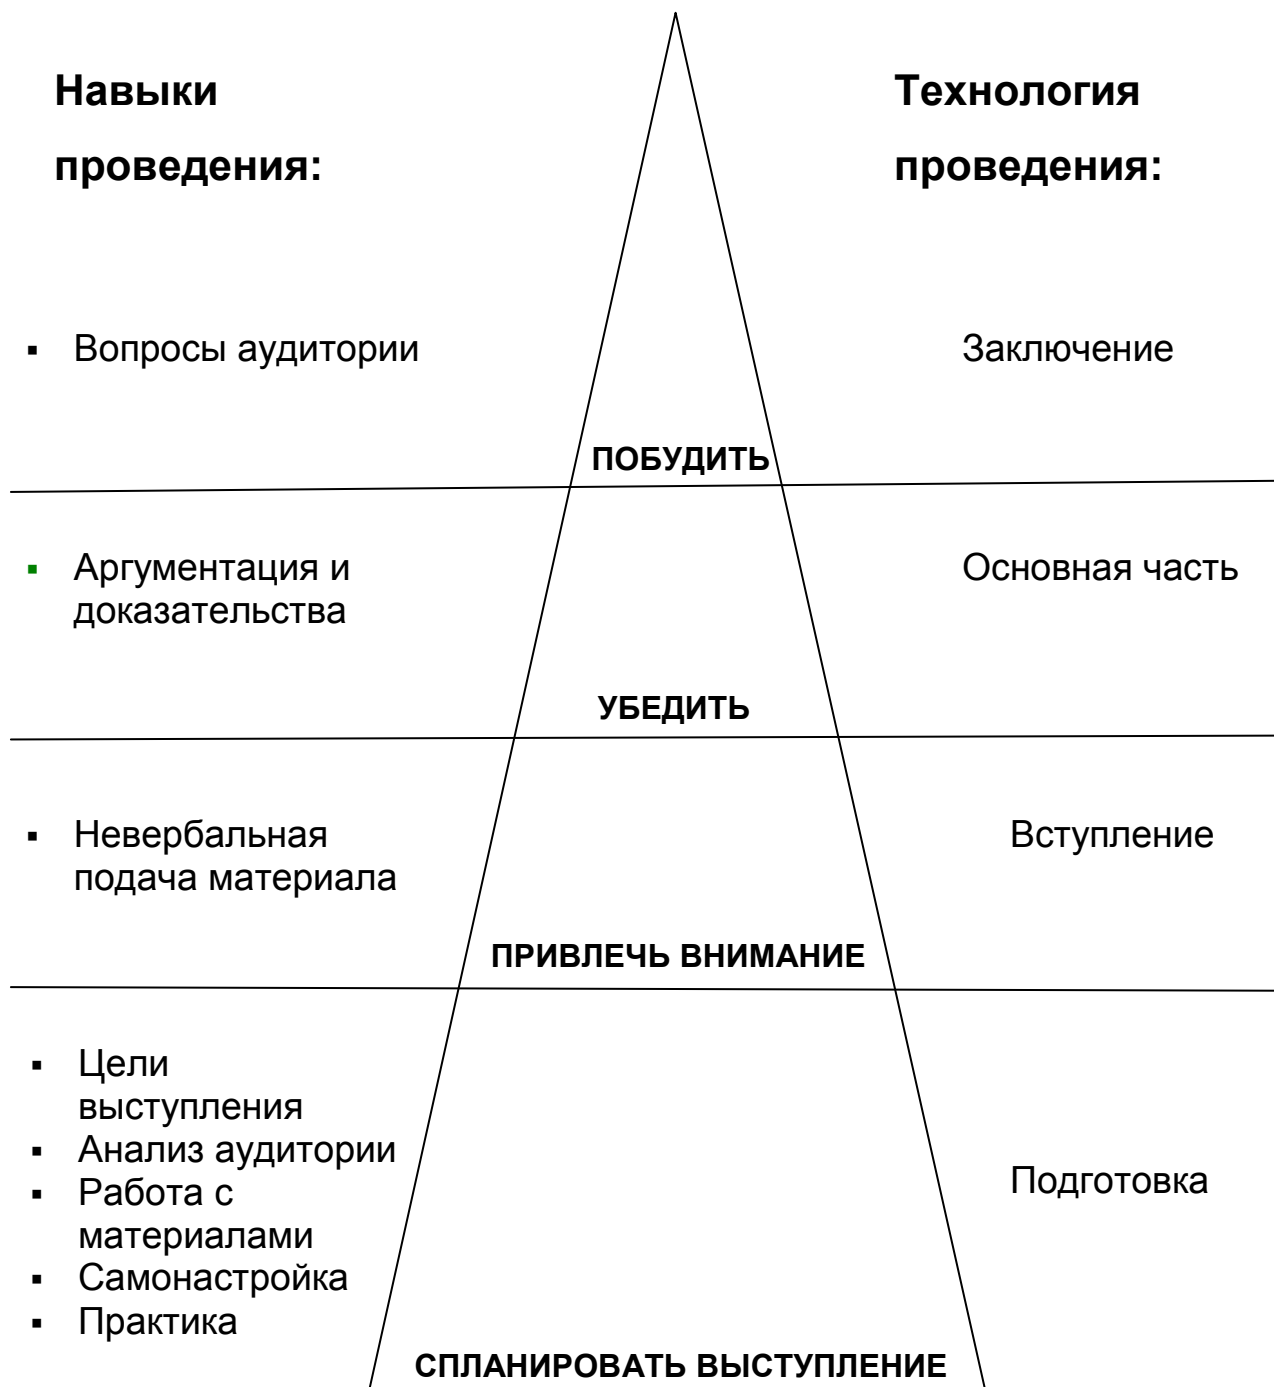 Навыки
проведения:
Технология
проведения:
▪ Вопросы аудитории
Заключение
ПОБУДИТЬ
▪ Аргументация и
доказательства
Основная часть
УБЕДИТЬ
▪ Невербальная
подача материала
Вступление
ПРИВЛЕЧЬ ВНИМАНИЕ
▪ Цели
выступления
▪ Анализ аудитории
▪ Работа с
материалами
▪ Самонастройка
▪ Практика
Подготовка
СПЛАНИРОВАТЬ ВЫСТУПЛЕНИЕ